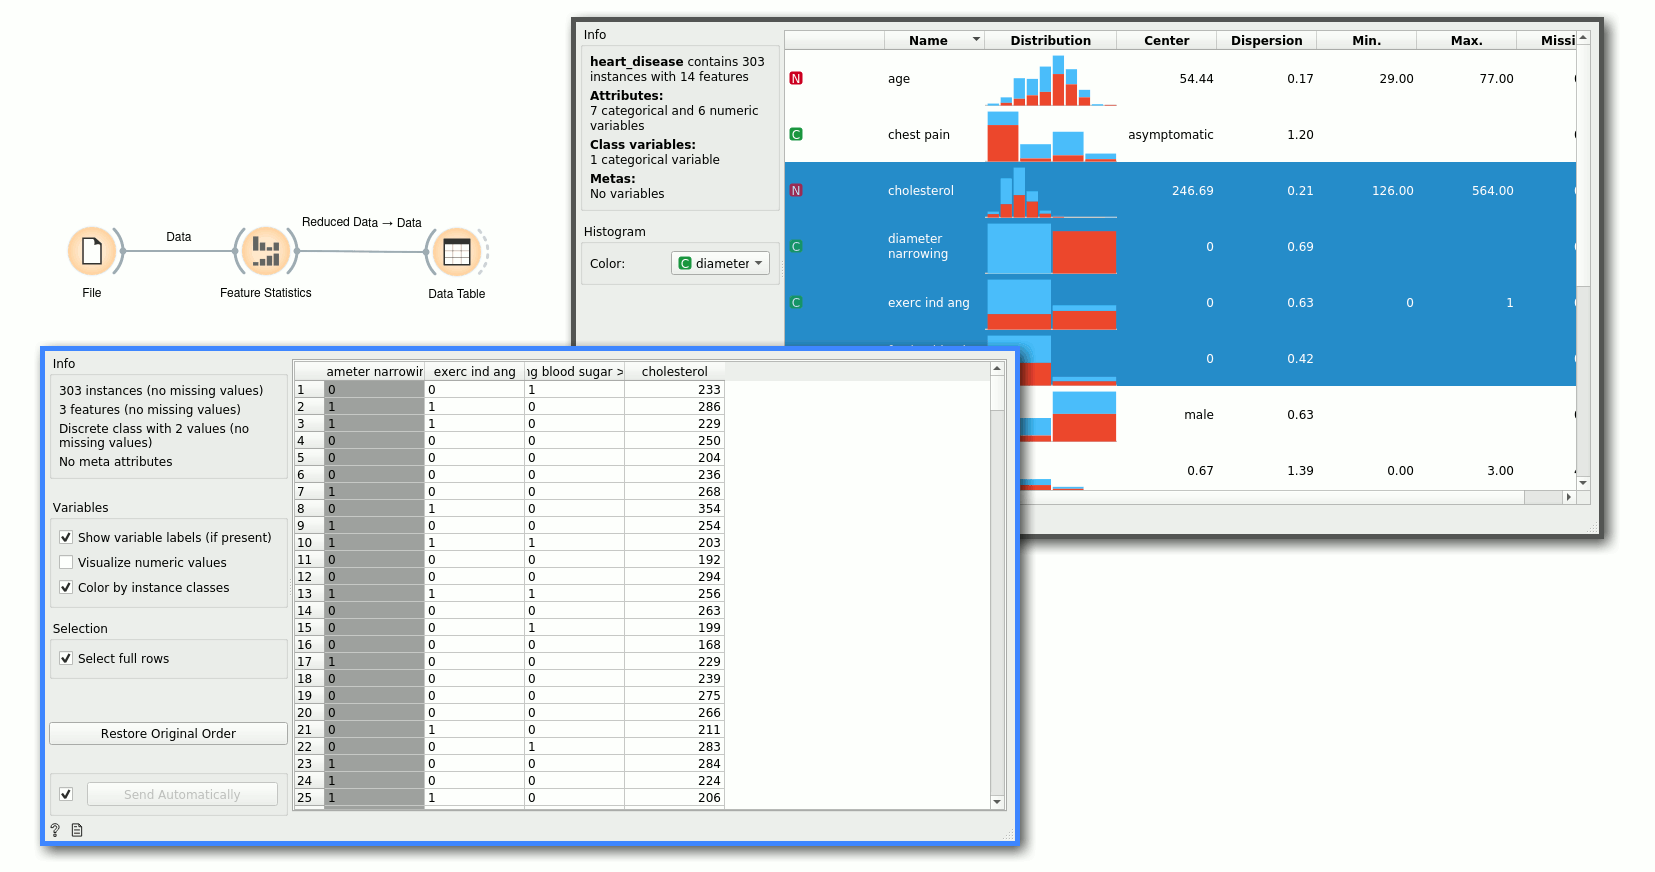 Info
heart_disease contains 303
instances with 14 features
Attributes:
7 categorical and 6 numeric
variables
Class variables:
1 categorical variable
Metas:
No variables
Histogram
Color: C diameter
Name Distribution Center Dispersion Min. Max. Missi
N age 54.44 0.17 29.00 77.00
C chest pain asymptomatic 1.20
N cholesterol 246.69 0.21 126.00 564.00
C diameter
narrowing 0 0.69
C exerc ind ang 0 0.63 0 1
0 0.42
male 0.63
0.67 1.39 0.00 3.00
Data
Reduced Data → Data
File
Feature Statistics
Data Table
Info
303 instances (no missing values)
3 features (no missing values)
Discrete class with 2 values (no
missing values)
No meta attributes
Variables
Show variable labels (if present)
Visualize numeric values
Color by instance classes
Selection
Select full rows
Restore Original Order
Send Automatically
?
ameter narrowin exerc ind ang ng blood sugar > cholesterol
1 0 0 1 233
2 1 1 0 286
3 1 1 0 229
4 0 0 0 250
5 0 0 0 204
6 0 0 0 236
7 1 0 0 268
8 0 1 0 354
9 1 0 0 254
10 1 1 1 203
11 0 0 0 192
12 0 0 0 294
13 1 1 1 256
14 0 0 0 263
15 0 0 1 199
16 0 0 0 168
17 1 0 0 229
18 0 0 0 239
19 0 0 0 275
20 0 0 0 266
21 0 1 0 211
22 0 0 1 283
23 1 0 0 284
24 1 0 0 224
25 1 1 0 206